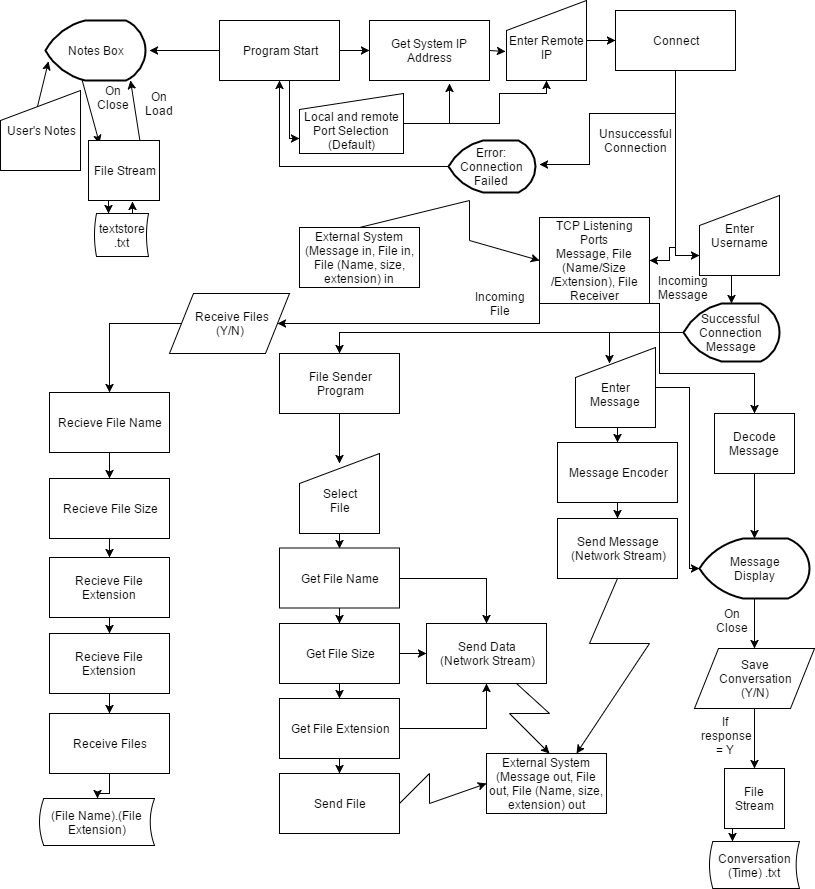 Notes Box
Program Start
Get System IP
Address
Enter Remote
IP
Connect
On
Close
On
Load
User's Notes
Local and remote
Port Selection
(Default)
Unsuccessful
Connection
Error:
Connection
Failed
File Stream
textstore
.txt
External System
(Message in, File in,
File (Name, size,
extension) in
TCP Listening
Ports
Message, File
(Name/Size
/Extension), File
Receiver
Enter
Username
Incoming
File
Incoming
Message
Receive Files
(Y/N)
Successful
Connection
Message
File Sender
Program
Enter
Message
Recieve File Name
Decode
Message
Message Encoder
Select
File
Recieve File Size
Send Message
(Network Stream)
Recieve File
Extension
Get File Name
Message
Display
On
Close
Recieve File
Extension
Get File Size
Send Data
(Network Stream)
Save
Conversation
(Y/N)
Get File Extension
If
response
= Y
Receive Files
External System
(Message out, File
out, File (Name, size,
extension) out
Send File
File
Stream
(File Name).(File
Extension)
Conversation
(Time) .txt